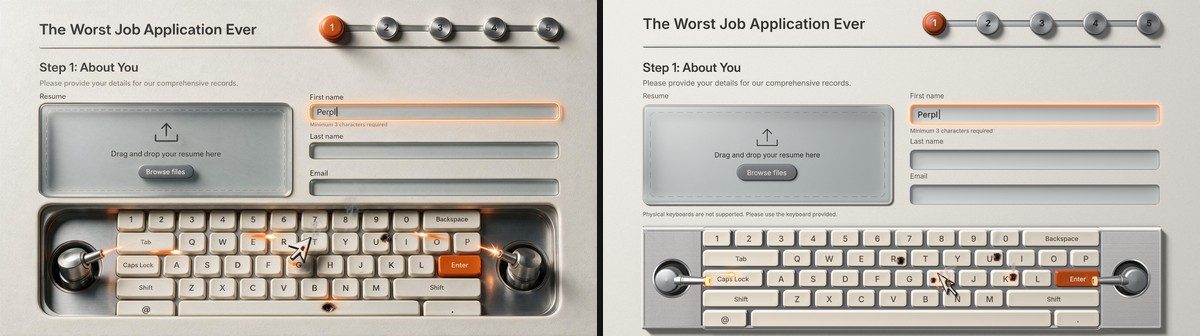 The Worst Job Application Ever
1 2 3 4 5
Step 1: About You
Please provide your details for our comprehensive records.
Resume
Drag and drop your resume here
Browse files
First name
Perpl
Minimum 3 characters required
Last name
Email
1 2 3 4 5 6 7 8 9 0 Backspace
Tab Q W E R T Y U I O P
Caps Lock A S D F G H J K L Enter
Shift Z X C V B N M Shift
@ .
The Worst Job Application Ever
1 2 3 4 5
Step 1: About You
Please provide your details for our comprehensive records.
Resume
Drag and drop your resume here
Browse files
First name
Perpl
Minimum 3 characters required
Last name
Email
Physical keyboards are not supported. Please use the keyboard provided.
1 2 3 4 5 6 7 8 9 0 Backspace
Tab Q W E R T Y U I O P
Caps Lock A S D F G J K L Enter
Shift Z X C V B N M Shift
@ .